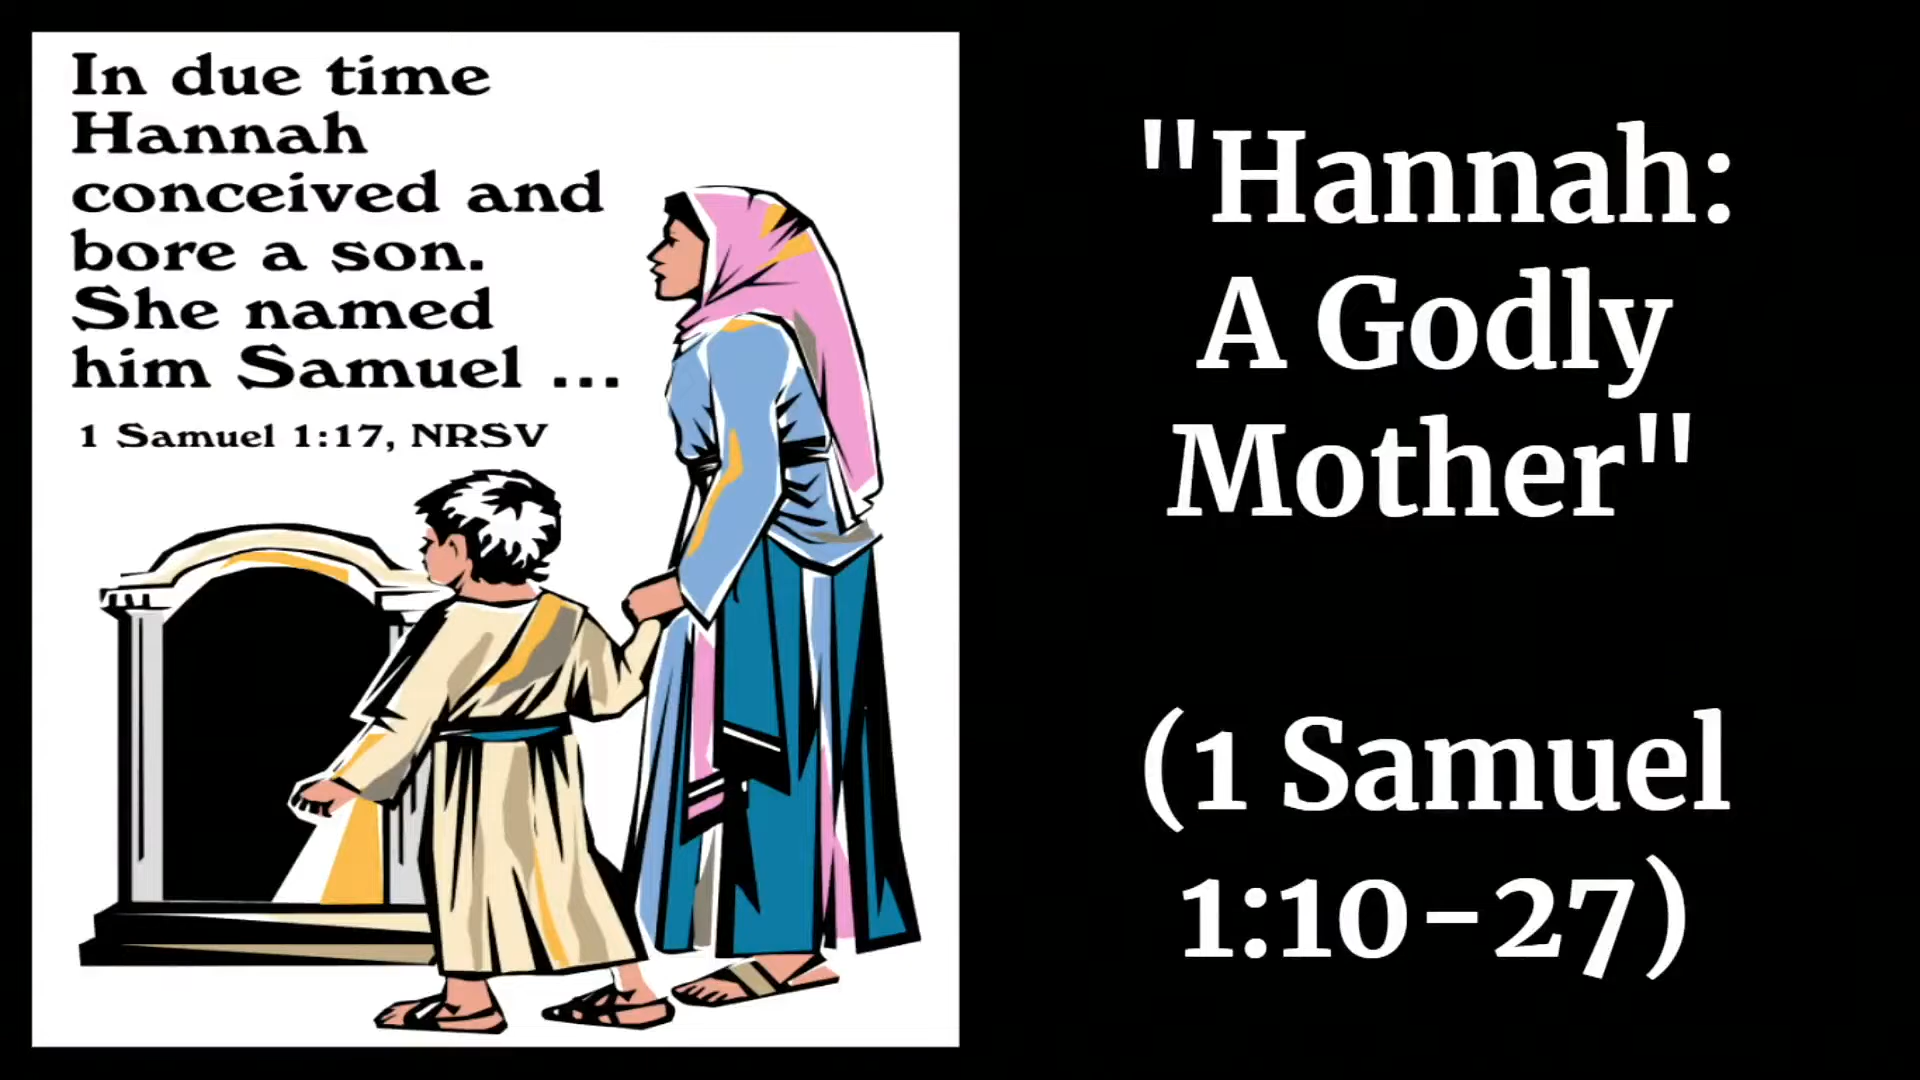 In due time
Hannah
conceived and
bore a son.
She named
him Samuel ...
1 Samuel 1:17, NRSV
"Hannah:
A Godly
Mother"
(1 Samuel
1:10-27)